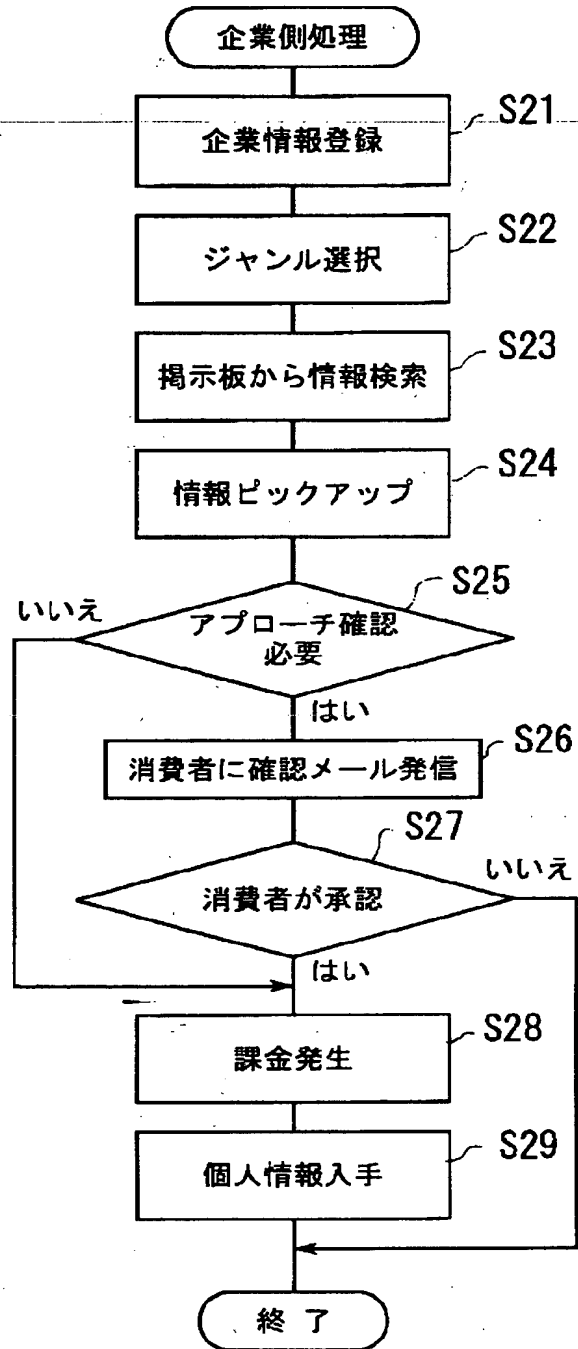 企業側処理
企業情報登録
S21
ジャンル選択
S22
掲示板から情報検索
S23
情報ピックアップ
S24
アプローチ確認
必要
S25
いいえ
はい
消費者に確認メール発信
S26
消費者が承認
S27
いいえ
はい
課金発生
S28
個人情報入手
S29
終了